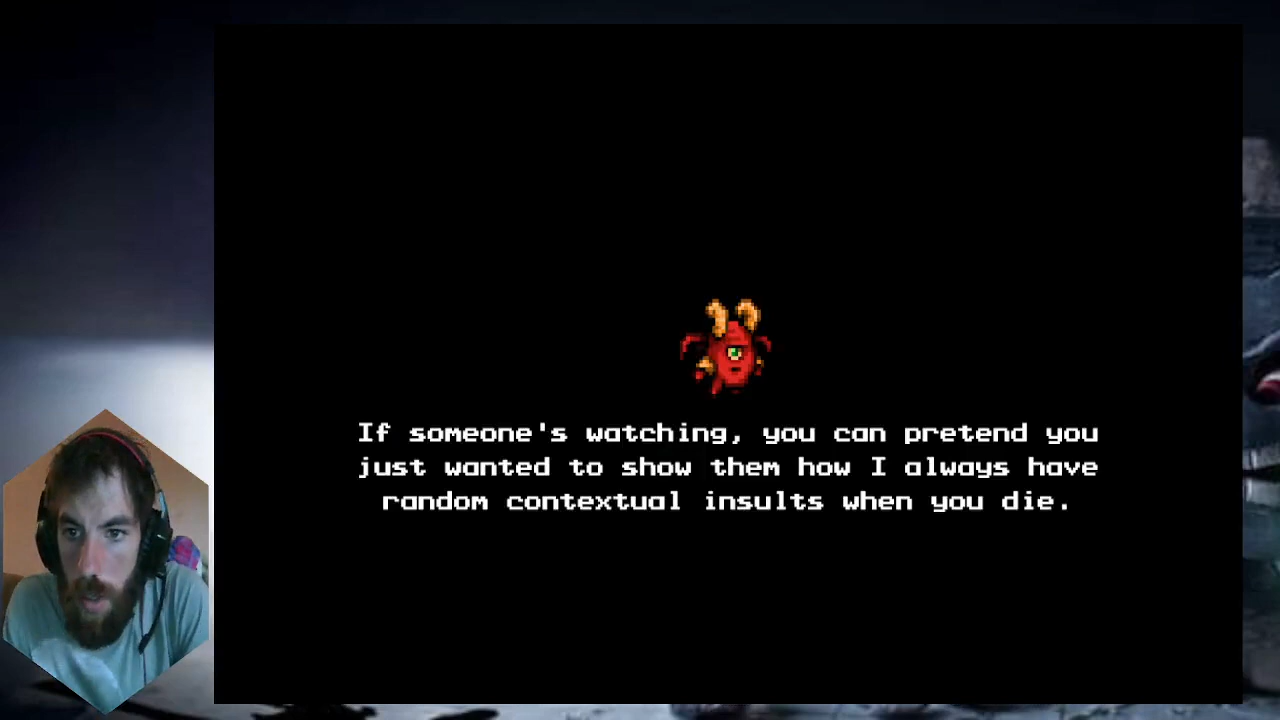 If someone's watching, you can pretend you
just wanted to show them how I always have
random contextual insults when you die.